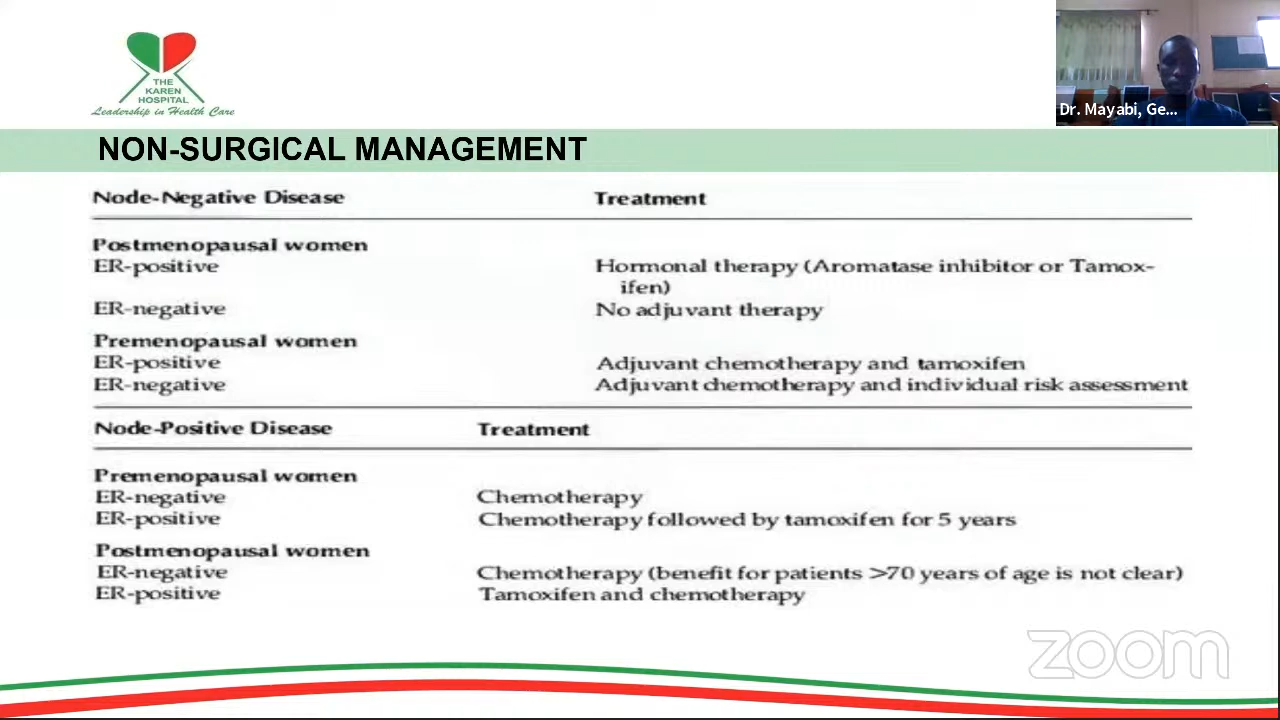 THE
KAREN
HOSPITAL
Leadership in Health Care
Dr. Mayabi, Ge...
NON-SURGICAL MANAGEMENT
Node-Negative Disease Treatment
Postmenopausal women
ER-positive Hormonal therapy (Aromatase inhibitor or Tamox-
ifen)
ER-negative No adjuvant therapy
Premenopausal women
ER-positive Adjuvant chemotherapy and tamoxifen
ER-negative Adjuvant chemotherapy and individual risk assessment
Node-Positive Disease Treatment
Premenopausal women
ER-negative Chemotherapy
ER-positive Chemotherapy followed by tamoxifen for 5 years
Postmenopausal women
ER-negative Chemotherapy (benefit for patients >70 years of age is not clear)
ER-positive Tamoxifen and chemotherapy
zoom